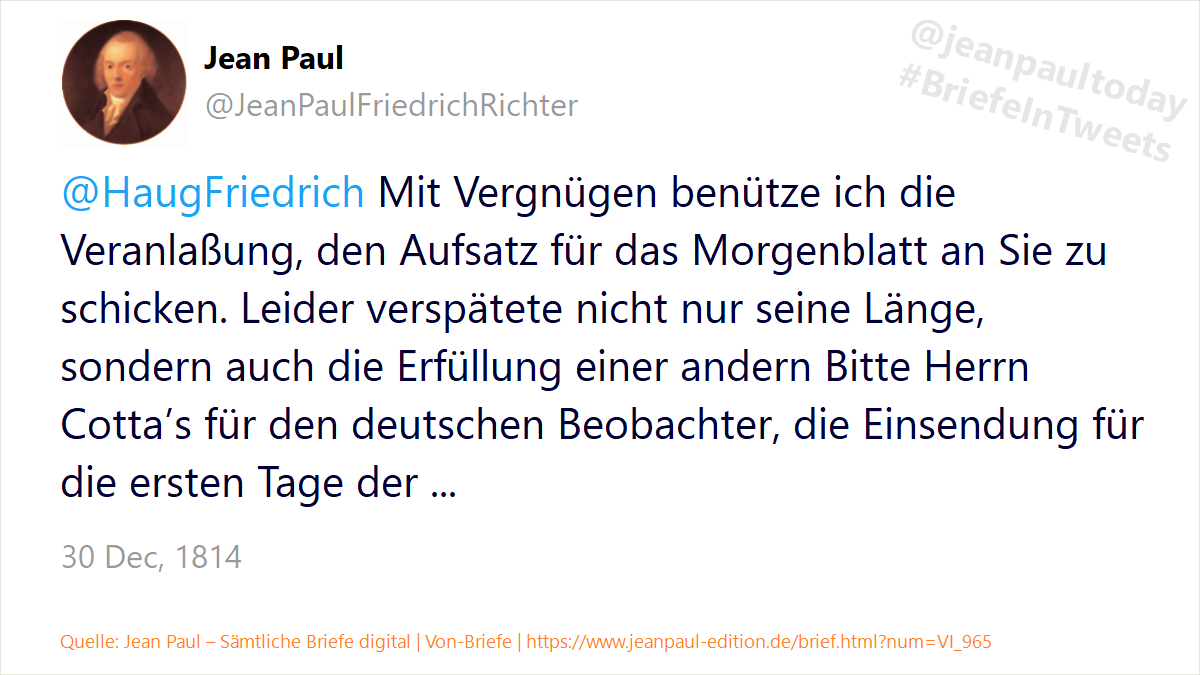 Jean Paul
@JeanPaulFriedrichRichter
@jeanpaultoday
#BriefeInTweets
@HaugFriedrich Mit Vergnügen benütze ich die
Veranlaßung, den Aufsatz für das Morgenblatt an Sie zu
schicken. Leider verspätete nicht nur seine Länge,
sondern auch die Erfüllung einer andern Bitte Herrn
Cotta’s für den deutschen Beobachter, die Einsendung für
die ersten Tage der ...
30 Dec, 1814
Quelle: Jean Paul – Sämtliche Briefe digital | Von-Briefe | https://www.jeanpaul-edition.de/brief.html?num=VI_965